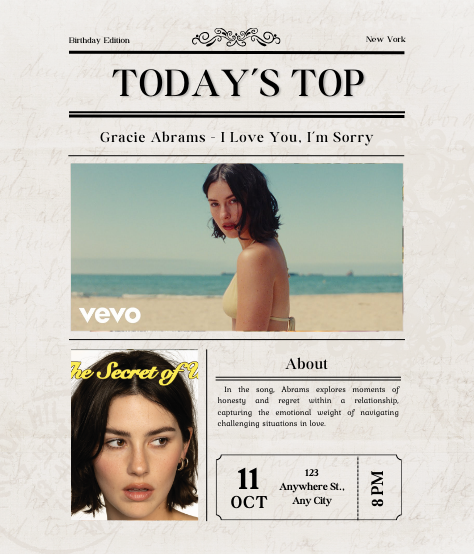 Birthday Edition
New York
TODAY'S TOP
Gracie Abrams - I Love You, I'm Sorry
vevo
The Secret of U
About
In the song, Abrams explores moments of
honesty and regret within a relationship,
capturing the emotional weight of navigating
challenging situations in love.
11
OCT
123
Anywhere St.,
Any City
8PM